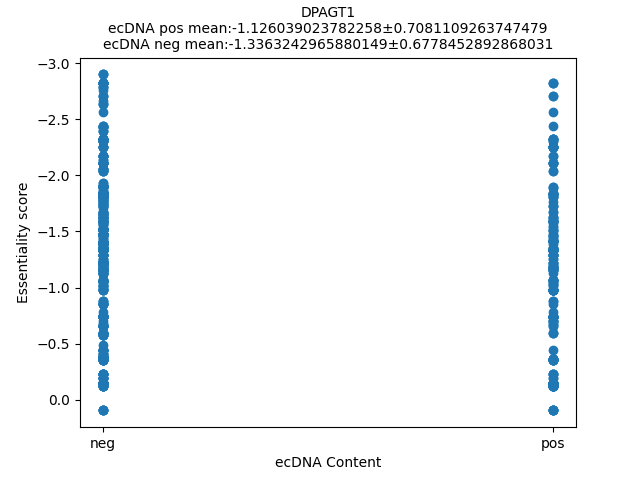 DPAGT1
ecDNA pos mean:-1.126039023782258±0.7081109263747479
ecDNA neg mean:-1.3363242965880149±0.6778452892868031
−3.0
−2.5
−2.0
−1.5
−1.0
−0.5
0.0
Essentiality score
neg
pos
ecDNA Content